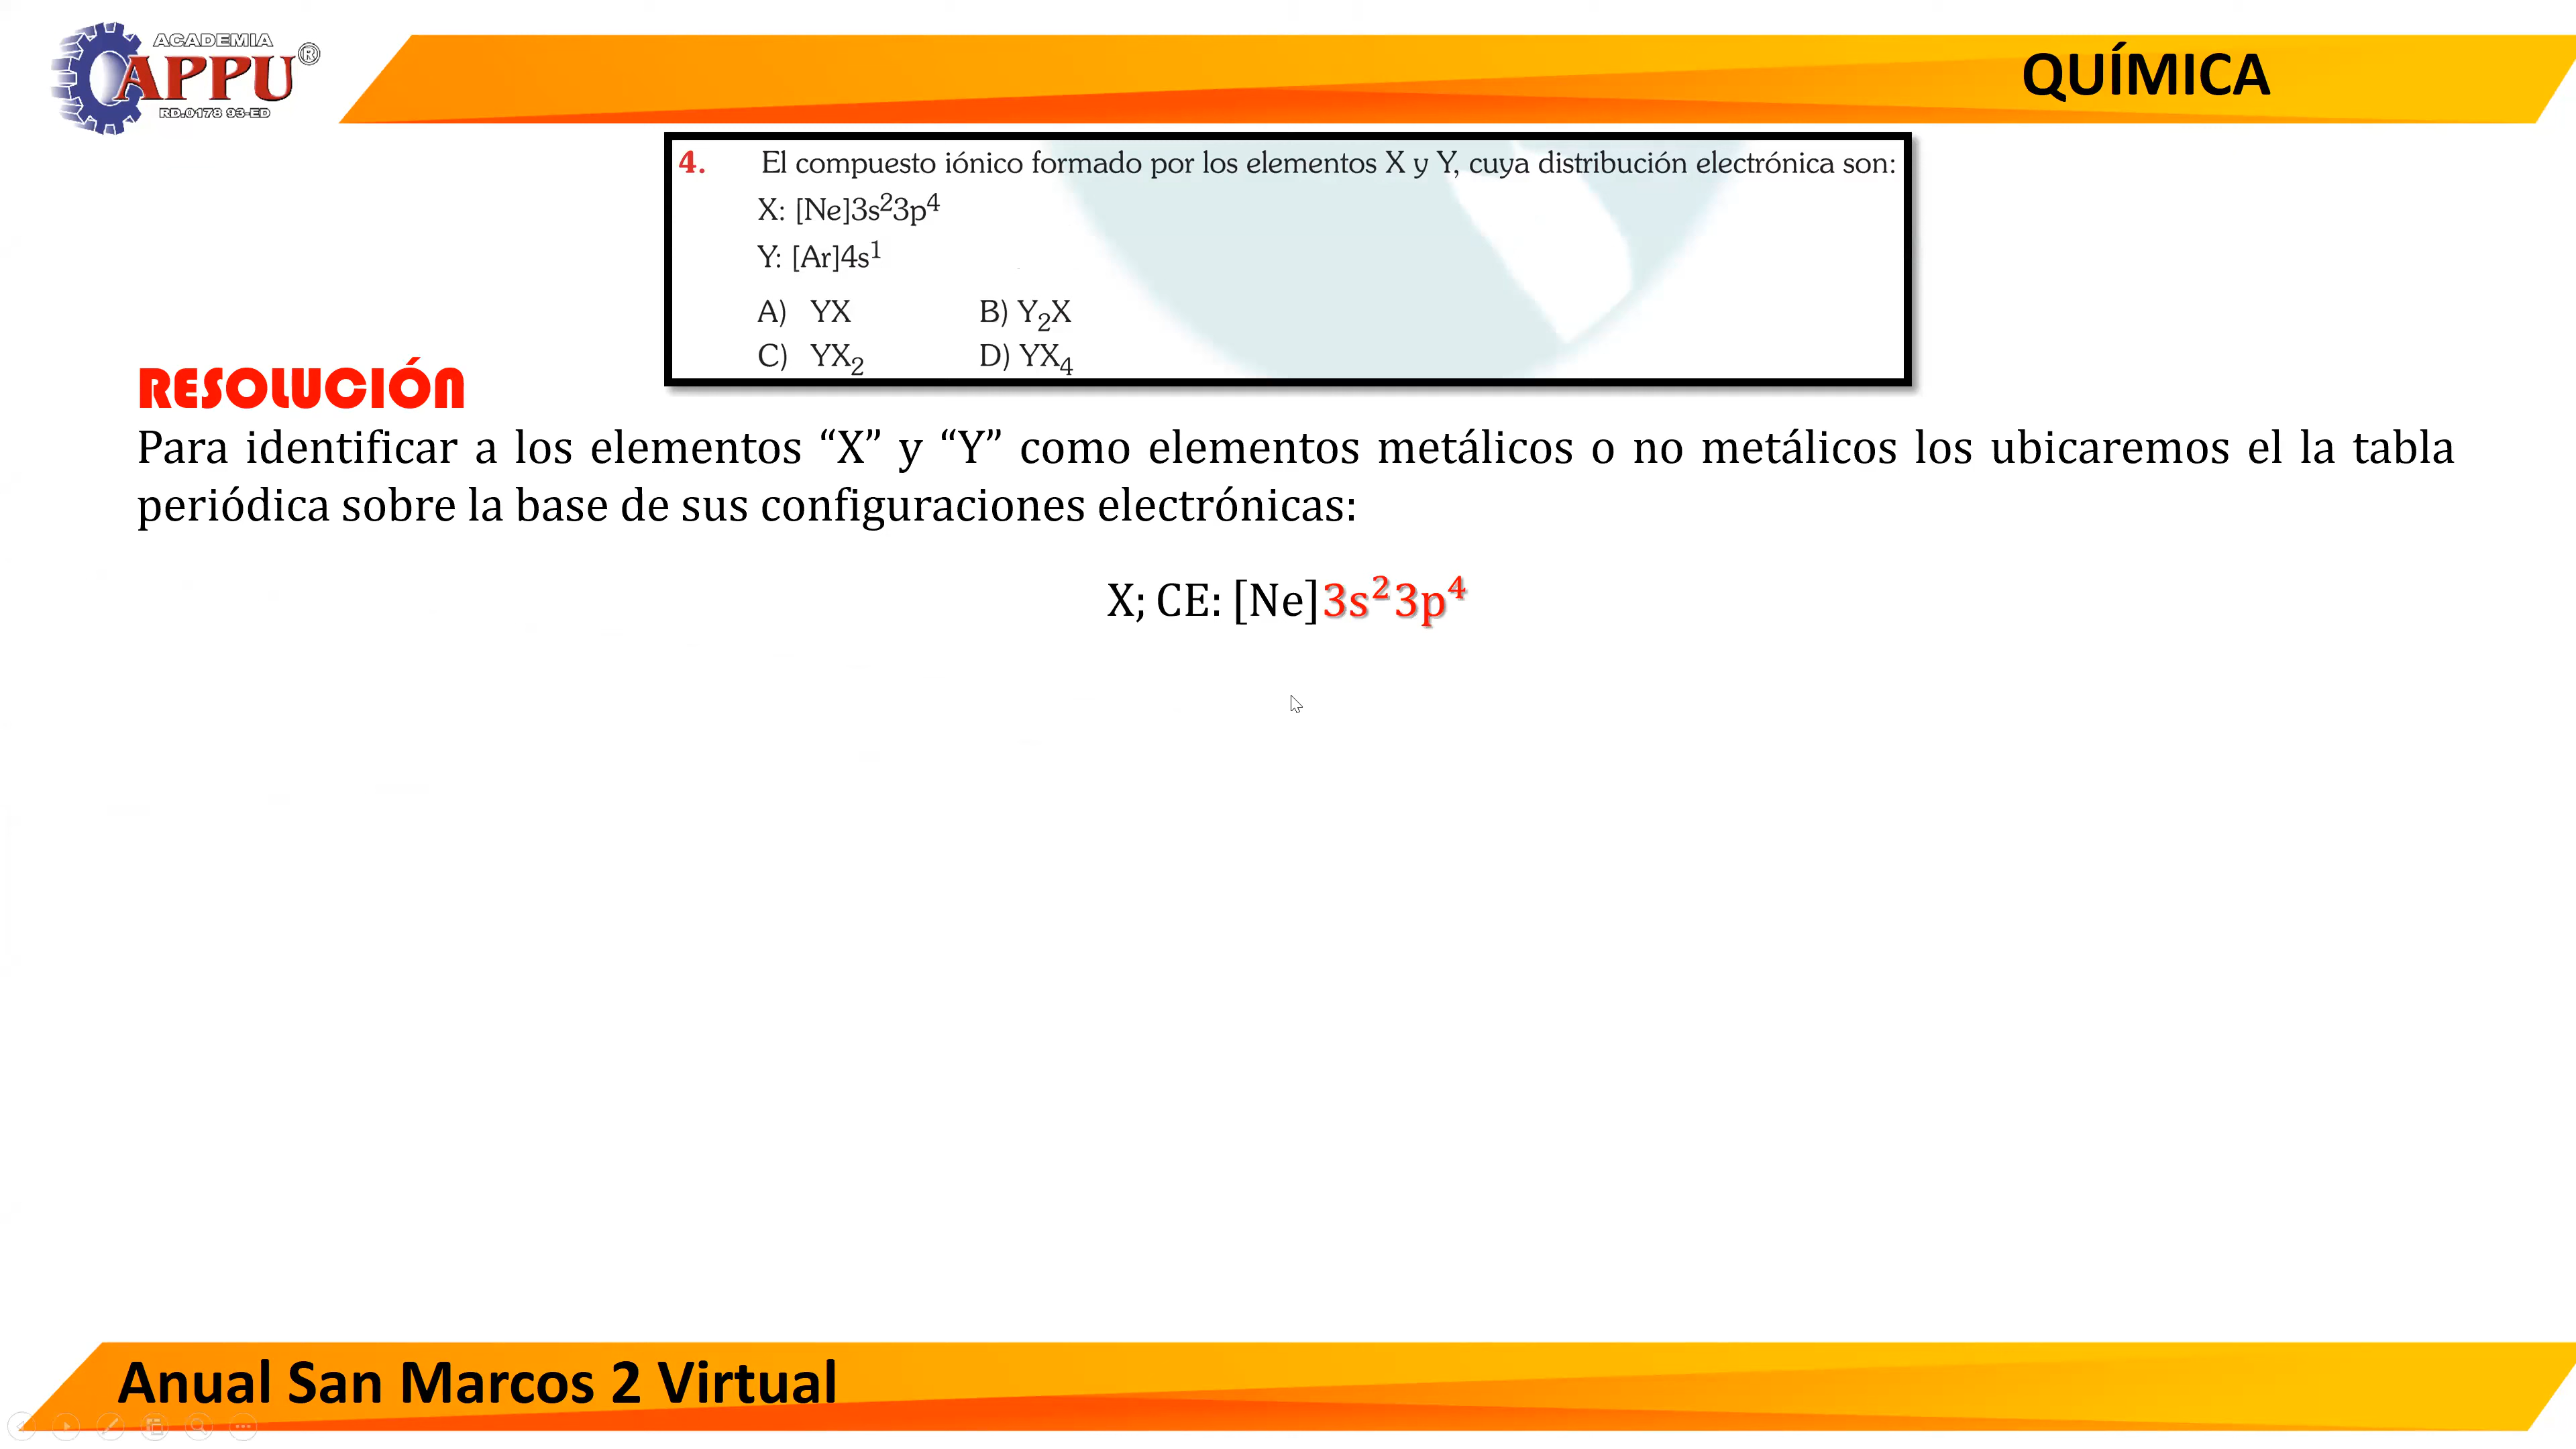 ACADEMIA
APPU®
RD.0178 93-ED
QUÍMICA
4. El compuesto iónico formado por los elementos X y Y, cuya distribución electrónica son:
X: [Ne]3s²3p⁴
Y: [Ar]4s¹
A) YX B) Y₂X
C) YX₂ D) YX₄
RESOLUCIÓN
Para identificar a los elementos “X” y “Y” como elementos metálicos o no metálicos los ubicaremos el la tabla
periódica sobre la base de sus configuraciones electrónicas:
X; CE: [Ne]3s²3p⁴
Anual San Marcos 2 Virtual